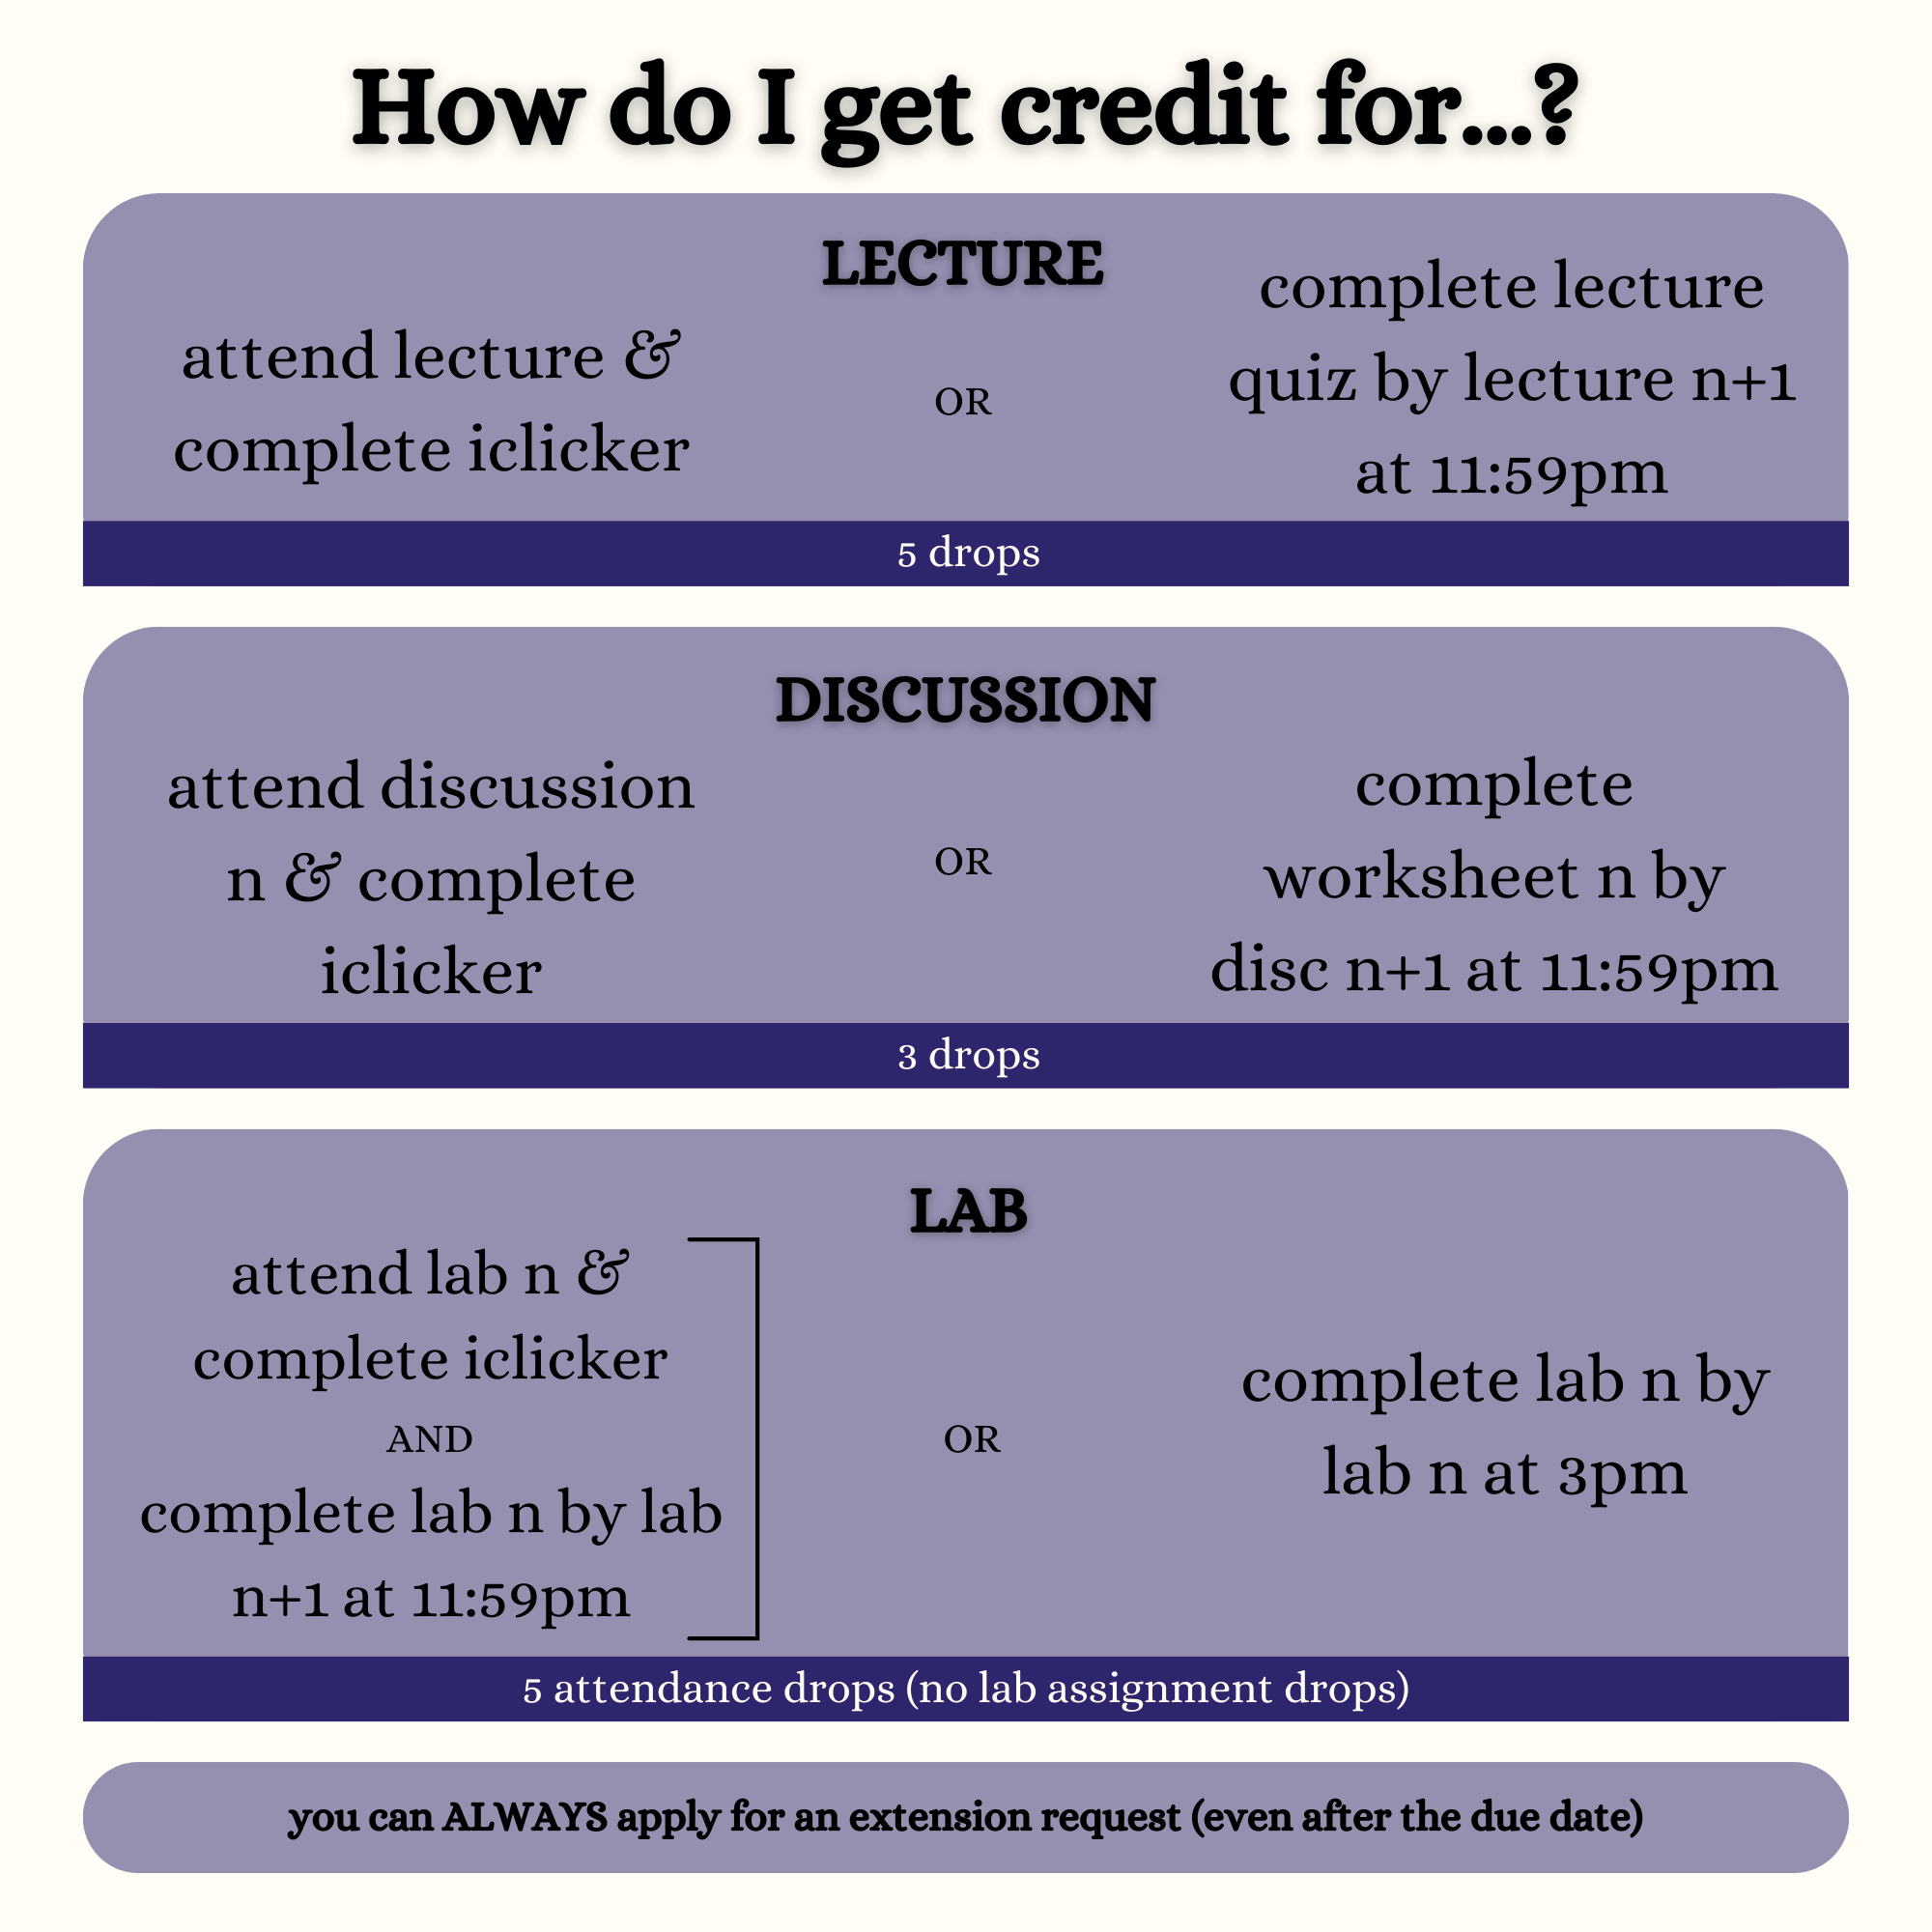 How do I get credit for...?
LECTURE
attend lecture &
complete iclicker
OR
complete lecture
quiz by lecture n+1
at 11:59pm
5 drops
DISCUSSION
attend discussion
n & complete
iclicker
OR
complete
worksheet n by
disc n+1 at 11:59pm
3 drops
LAB
attend lab n &
complete iclicker
AND
complete lab n by lab
n+1 at 11:59pm
OR
complete lab n by
lab n at 3pm
5 attendance drops (no lab assignment drops)
you can ALWAYS apply for an extension request (even after the due date)